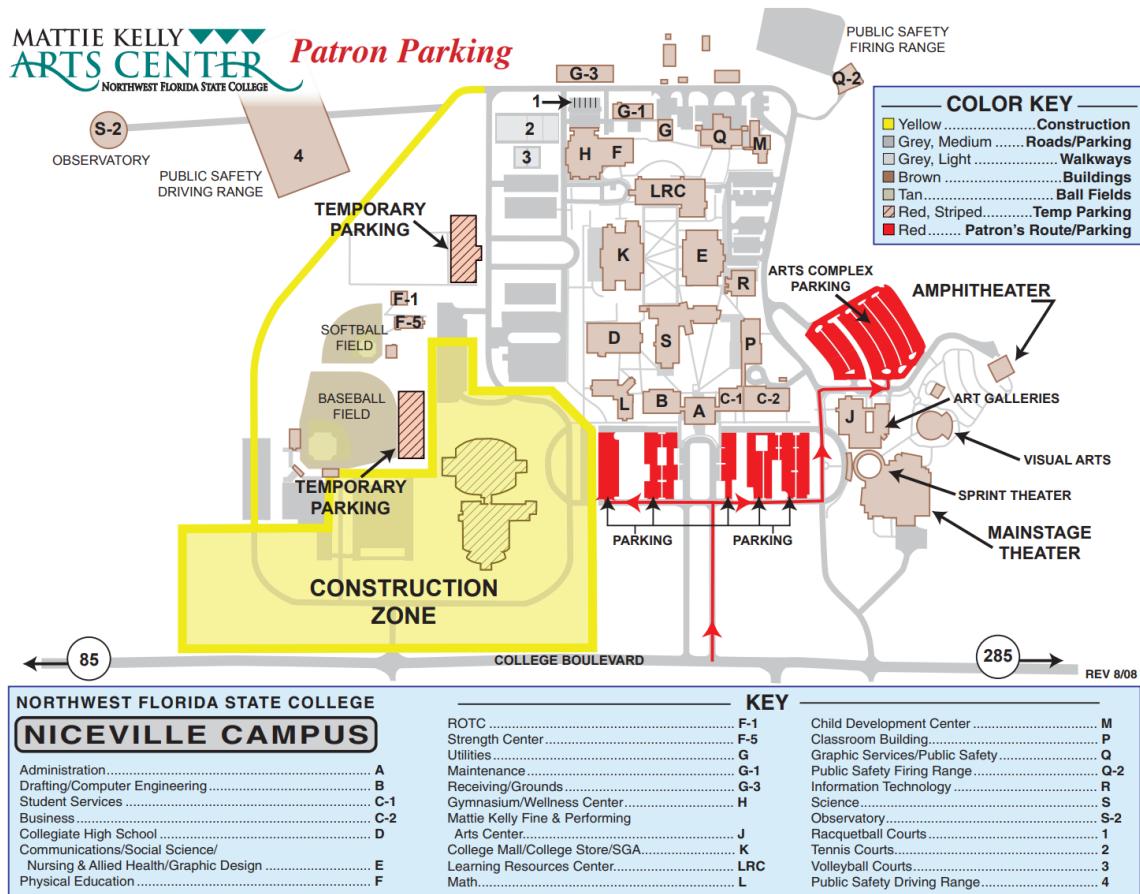 MATTIE KELLY
ARTS CENTER
NORTHWEST FLORIDA STATE COLLEGE
Patron Parking
PUBLIC SAFETY
FIRING RANGE
G-3
Q-2
1
G-1
2
G
Q
M
S-2
OBSERVATORY
4
3
H
F
PUBLIC SAFETY
DRIVING RANGE
LRC
COLOR KEY
Yellow ........................Construction
Grey, Medium ......Roads/Parking
Grey, Light ....................Walkways
Brown ............................Buildings
Tan...............................Ball Fields
Red, Striped............Temp Parking
Red....... Patron's Route/Parking
TEMPORARY
PARKING
K
E
R
ARTS COMPLEX
PARKING
AMPHITHEATER
F-1
F-5
SOFTBALL
FIELD
D
S
P
BASEBALL
FIELD
L
B
A
C-1
C-2
J
ART GALLERIES
VISUAL ARTS
TEMPORARY
PARKING
SPRINT THEATER
PARKING
PARKING
MAINSTAGE
THEATER
CONSTRUCTION
ZONE
85
COLLEGE BOULEVARD
285
REV 8/08
NORTHWEST FLORIDA STATE COLLEGE
NICEVILLE CAMPUS
Administration........................................................A
Drafting/Computer Engineering..............................B
Student Services ....................................................C-1
Business.................................................................C-2
Collegiate High School...........................................D
Communications/Social Science/
Nursing & Allied Health/Graphic Design ................E
Physical Education .................................................F
KEY
ROTC.....................................................F-1
Strength Center.......................................F-5
Utilities....................................................G
Maintenance...........................................G-1
Receiving/Grounds..................................G-3
Gymnasium/Wellness Center..................H
Mattie Kelly Fine & Performing
Arts Center..............................................J
College Mall/College Store/SGA..............K
Learning Resources Center.....................LRC
Math........................................................L
Child Development Center......................M
Classroom Building.................................P
Graphic Services/Public Safety...............Q
Public Safety Firing Range......................Q-2
Information Technology..........................R
Science...................................................S
Observatory............................................S-2
Racquetball Courts.................................1
Tennis Courts..........................................2
Volleyball Courts.....................................3
Public Safety Driving Range....................4